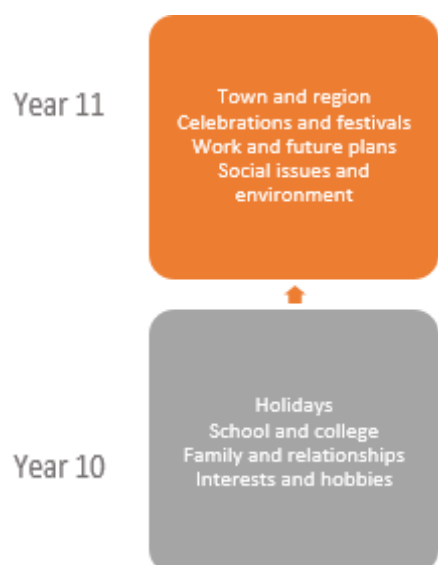 Year 11
Town and region
Celebrations and festivals
Work and future plans
Social issues and
environment
Year 10
Holidays
School and college
Family and relationships
Interests and hobbies